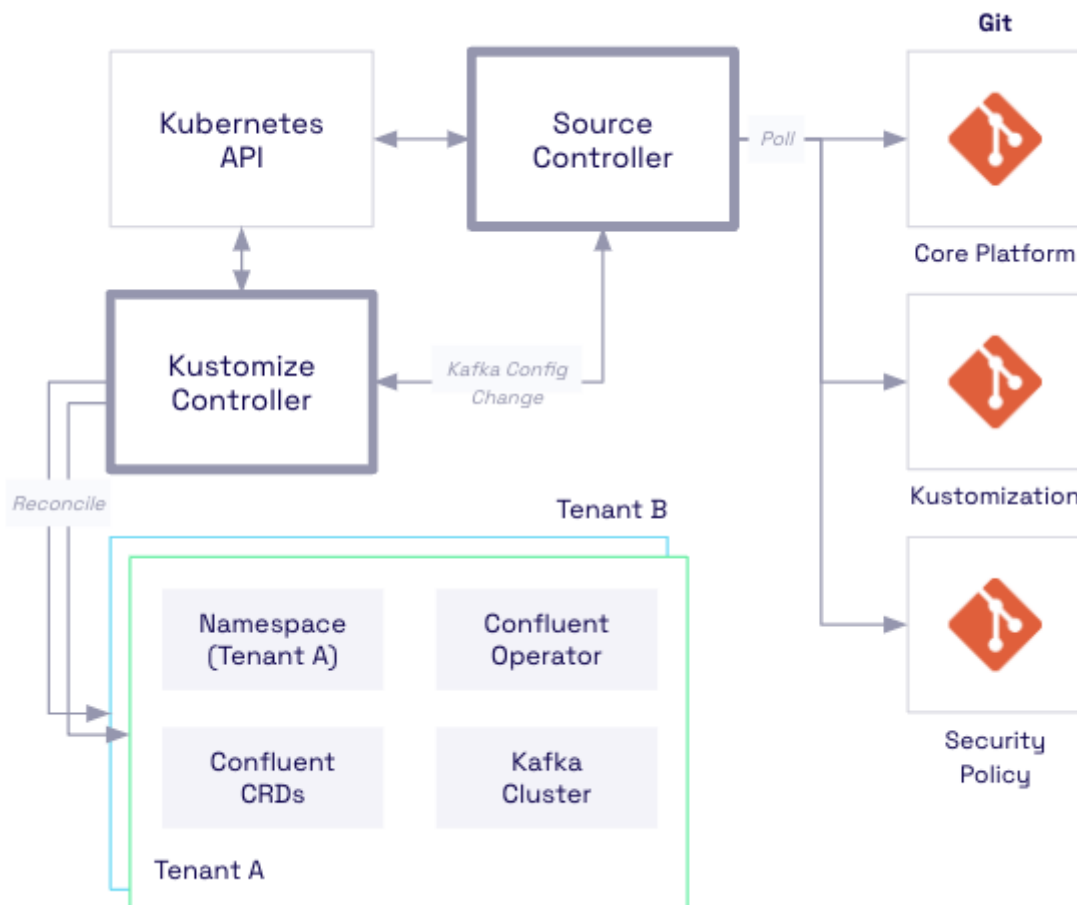 Git
Kubernetes
API
Source
Controller
Poll
Core Platform
Kustomize
Controller
Kafka Config
Change
Kustomization
Reconcile
Tenant B
Namespace
(Tenant A)
Confluent
Operator
Confluent
CRDs
Kafka
Cluster
Security
Policy
Tenant A